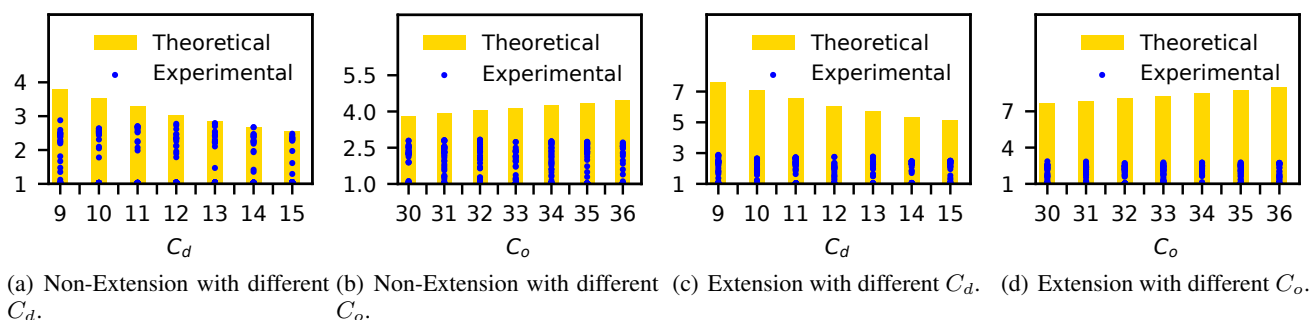 Theoretical
Experimental
4
3
2
1
9 10 11 12 13 14 15
C_d
(a) Non-Extension with different
C_d.
Theoretical
Experimental
5.5
4.0
2.5
1.0
30 31 32 33 34 35 36
C_o
(b) Non-Extension with different
C_o.
Theoretical
Experimental
7
5
3
1
9 10 11 12 13 14 15
C_d
(c) Extension with different C_d.
Theoretical
Experimental
7
4
1
30 31 32 33 34 35 36
C_o
(d) Extension with different C_o.